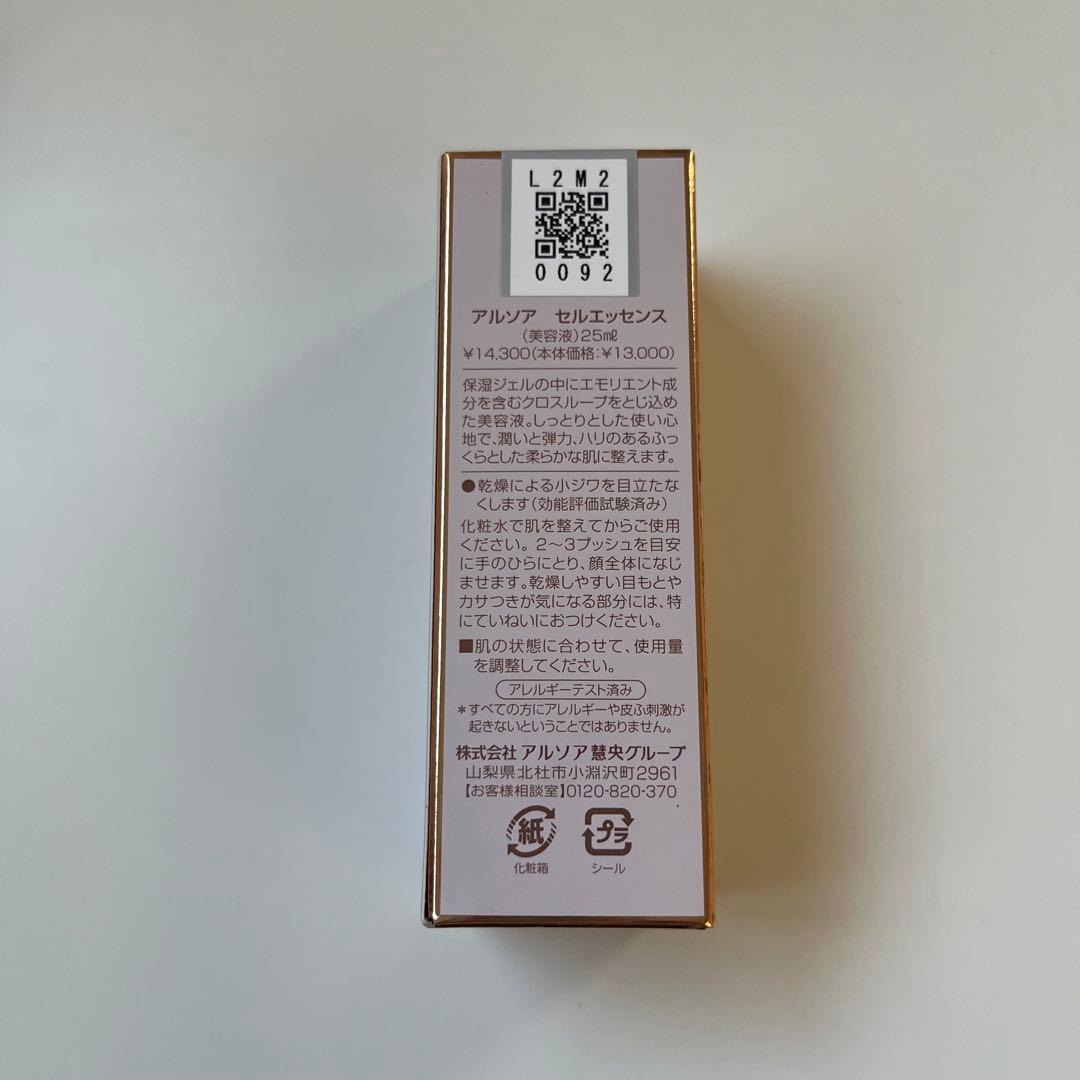 L2M2
0092
アルソア　セルエッセンス
(美容液)25mℓ
¥14,300(本体価格:¥13,000)
保湿ジェルの中にエモリエント成
分を含むクロスループをとじ込め
た美容液。しっとりとした使い心
地で、潤いと弾力、ハリのあるふっ
くらとした柔らかな肌に整えます。
●乾燥による小ジワを目立たな
くします(効能評価試験済み)
化粧水で肌を整えてからご使用
ください。2〜3プッシュを目安
に手のひらにとり、顔全体になじ
ませます。乾燥しやすい目もとや
カサつきが気になる部分には、特
にていねいにおつけください。
■肌の状態に合わせて、使用量
を調整してください。
アレルギーテスト済み
*すべての方にアレルギーや皮ふ刺激が
起きないということではありません。
株式会社 アルソア慧央グループ
山梨県北杜市小淵沢町2961
【お客様相談室】0120-820-370
紙 プラ
化粧箱 シール